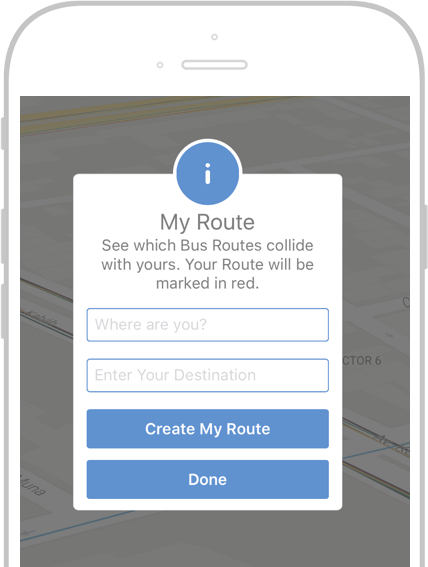 My Route
See which Bus Routes collide
with yours. Your Route will be
marked in red.
Where are you?
Enter Your Destination
CTOR 6
Create My Route
Done
Muna